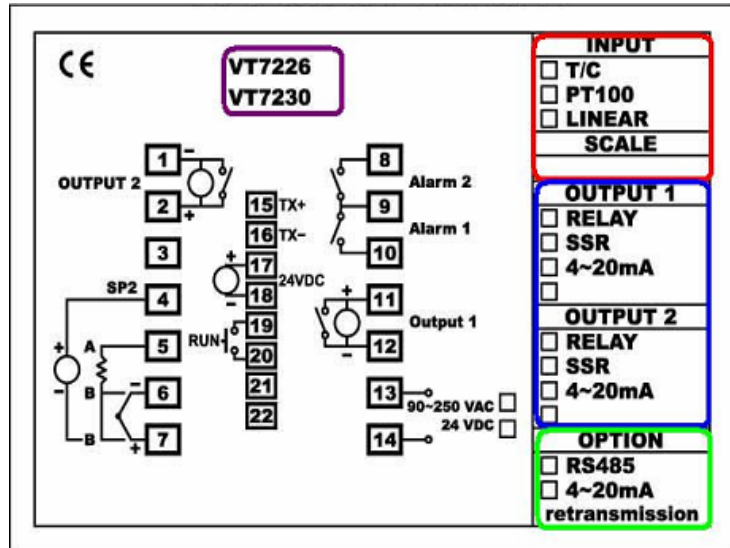 CE
VT7226
VT7230
1
-
OUTPUT 2
2
+
3
SP2
4
+
-
A
5
B
6
-
B
7
+
15 TX+
16 TX-
+
17
24VDC
18
-
RUN
19
20
21
22
8
Alarm 2
9
Alarm 1
10
+
11
Output 1
12
-
13
90~250 VAC
24 VDC
14
INPUT
T/C
PT100
LINEAR
SCALE
OUTPUT 1
RELAY
SSR
4~20mA
OUTPUT 2
RELAY
SSR
4~20mA
OPTION
RS485
4~20mA
retransmission